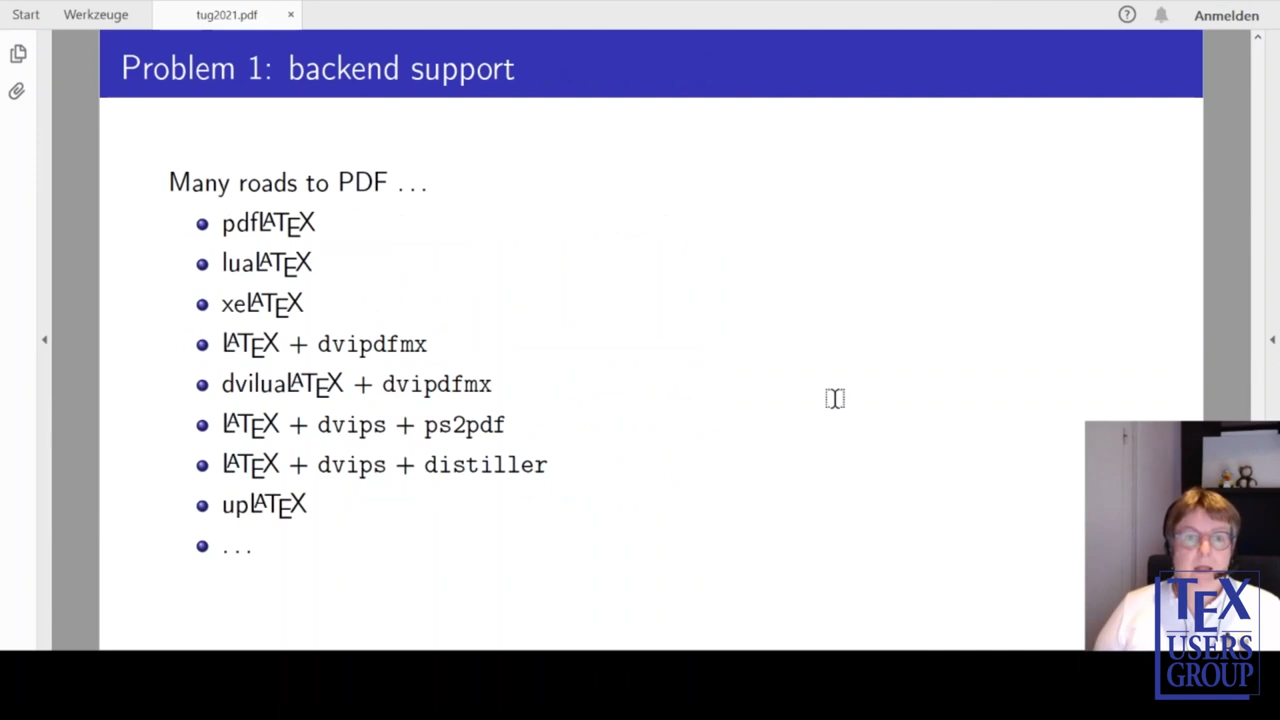 Start Werkzeuge tug2021.pdf × Anmelden
Problem 1: backend support
Many roads to PDF ...
pdfLATEX
luaLATEX
xeLATEX
LATEX + dvipdfmx
dviluaLATEX + dvipdfmx
LATEX + dvips + ps2pdf
LATEX + dvips + distiller
upLATEX
...
TEX
USERS
GROUP